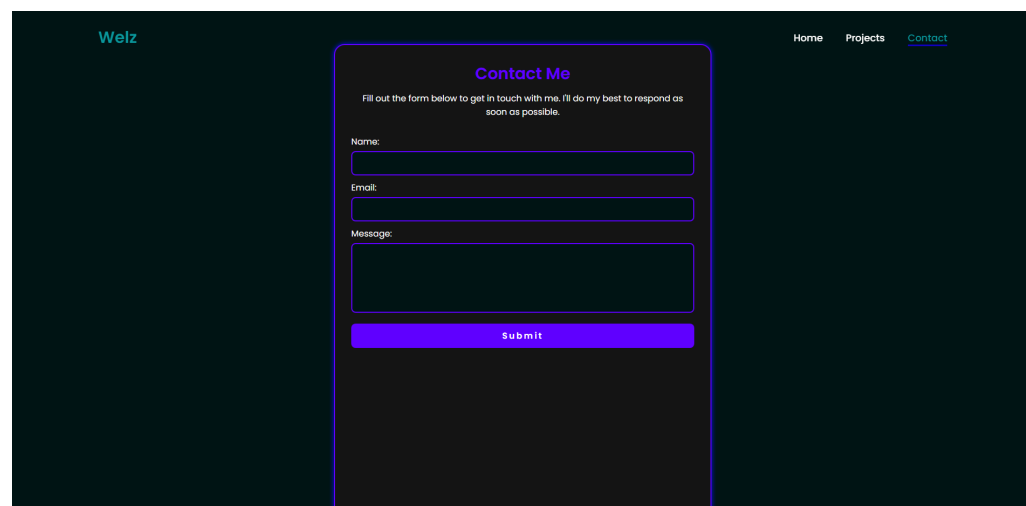 Welz
Home Projects Contact
Contact Me
Fill out the form below to get in touch with me. I'll do my best to respond as
soon as possible.
Name:
Email:
Message:
Submit